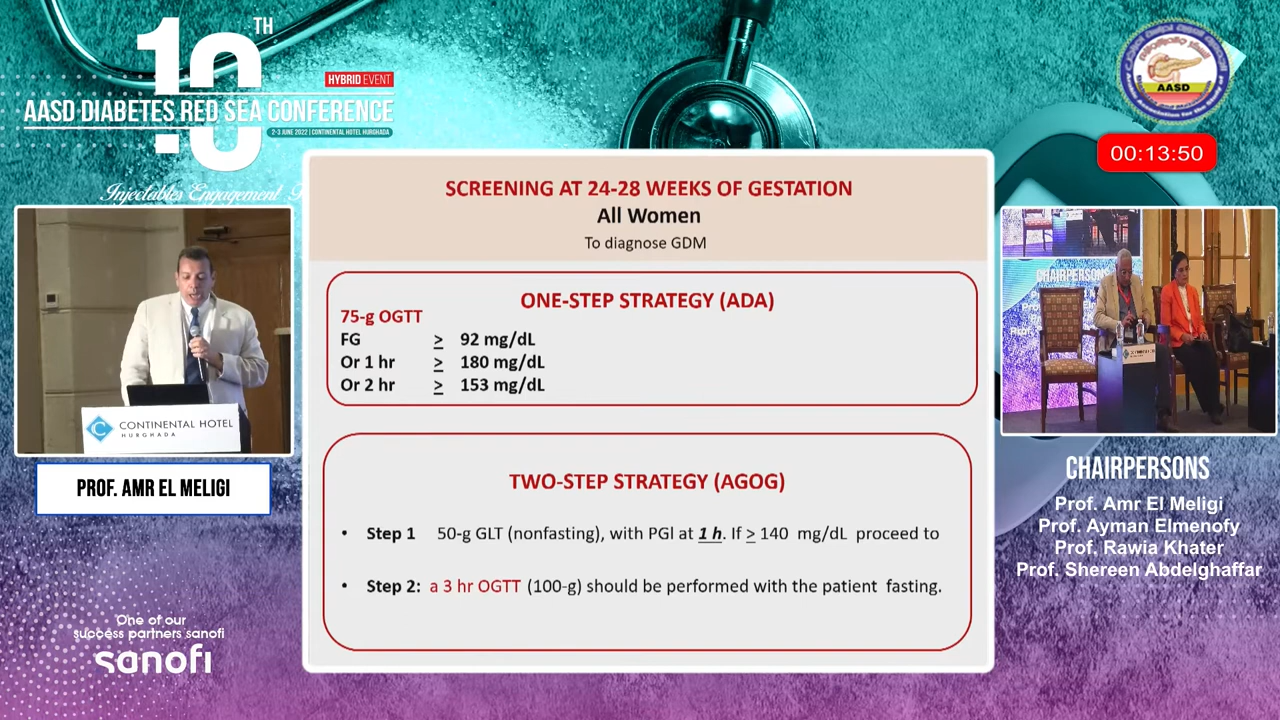 10
TH
HYBRID EVENT
AASD DIABETES RED SEA CONFERENCE
2-3 JUNE 2022 | CONTINENTAL HOTEL HURGHADA
Injectables Engagement
AASD
00:13:50
SCREENING AT 24-28 WEEKS OF GESTATION
All Women
To diagnose GDM
ONE-STEP STRATEGY (ADA)
75-g OGTT
FG ≥ 92 mg/dL
Or 1 hr ≥ 180 mg/dL
Or 2 hr ≥ 153 mg/dL
TWO-STEP STRATEGY (AGOG)
• Step 1 50-g GLT (nonfasting), with PGl at 1 h. If ≥ 140 mg/dL proceed to
• Step 2: a 3 hr OGTT (100-g) should be performed with the patient fasting.
CONTINENTAL HOTEL
HURGHADA
PROF. AMR EL MELIGI
CHAIRPERSONS
CHAIRPERSONS
Prof. Amr El Meligi
Prof. Ayman Elmenofy
Prof. Rawia Khater
Prof. Shereen Abdelghaffar
One of our
success partners sanofi
sanofi